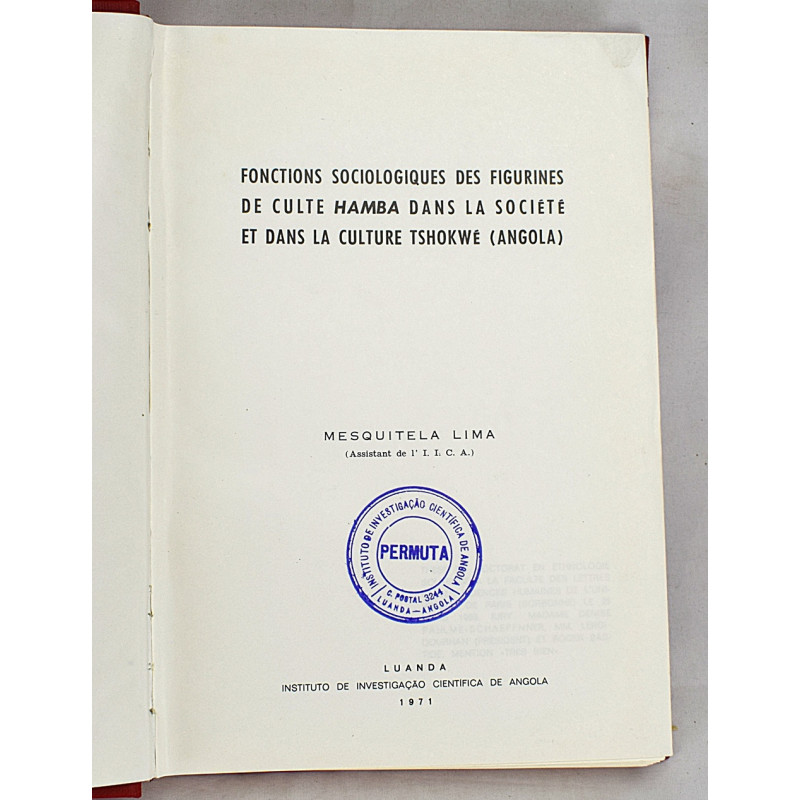 FONCTIONS SOCIOLOGIQUES DES FIGURINES
DE CULTE HAMBA DANS LA SOCIÉTÉ
ET DANS LA CULTURE TSHOKWÉ (ANGOLA)
MESQUITELA LIMA
(Assistant de l' I. I. C. A.)
INSTITUTO DE INVESTIGAÇÃO CIENTÍFICA DE ANGOLA
PERMUTA
C. POSTAL 3244
LUANDA—ANGOLA
LUANDA
INSTITUTO DE INVESTIGAÇÃO CIENTÍFICA DE ANGOLA
1971